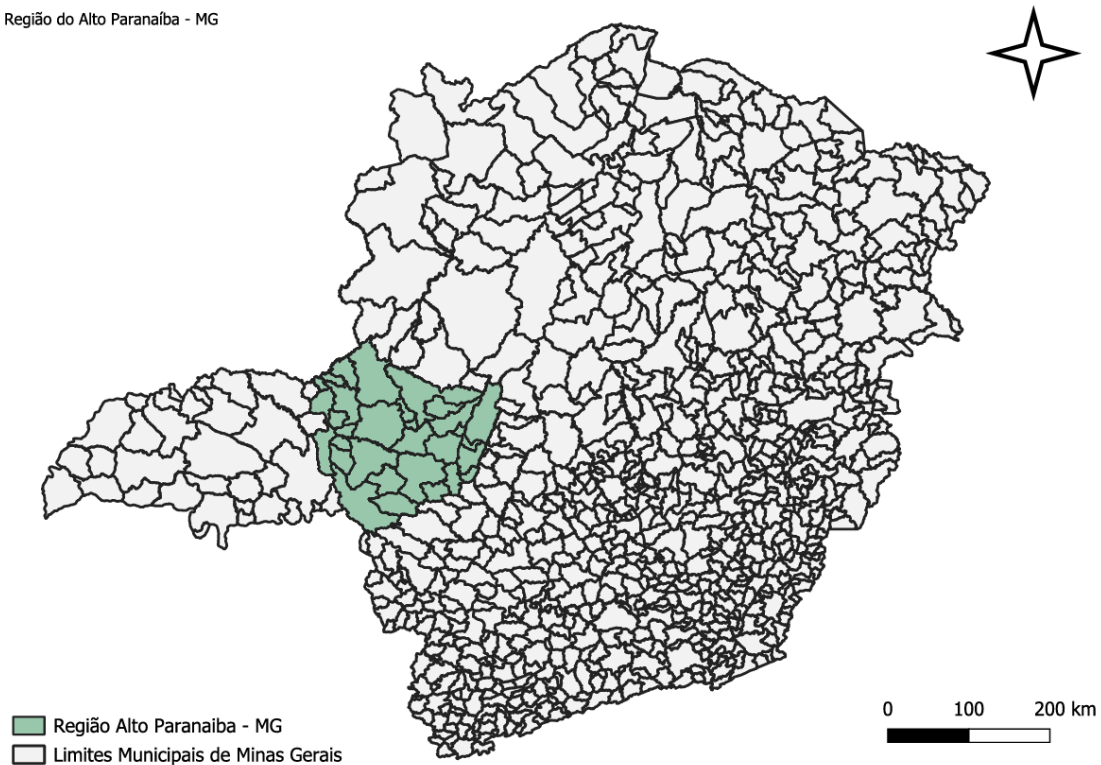 Região do Alto Paranaíba - MG
0 100 200 km
Região Alto Paranaiba - MG
Limites Municipais de Minas Gerais